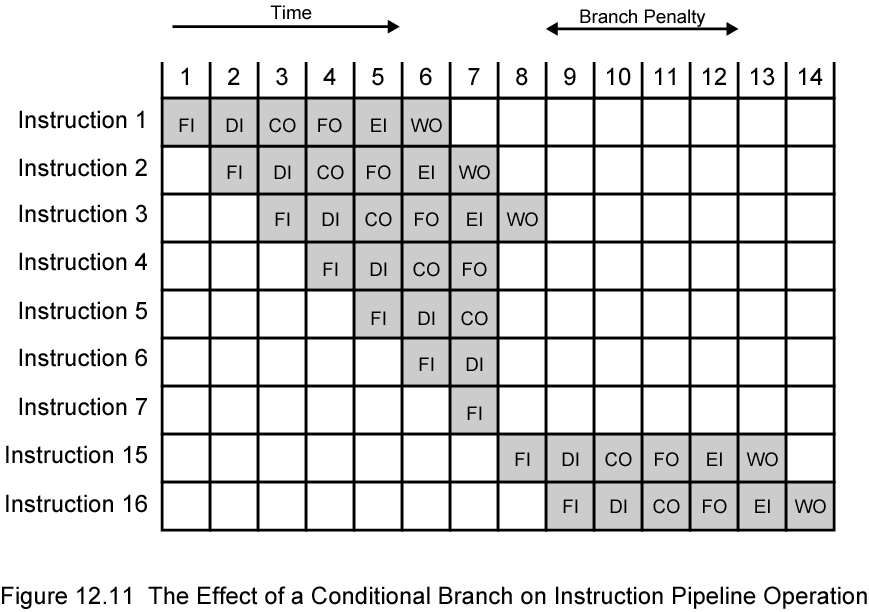 Time Branch Penalty
1 2 3 4 5 6 7 8 9 10 11 12 13 14
Instruction 1 FI DI CO FO EI WO
Instruction 2 FI DI CO FO EI WO
Instruction 3 FI DI CO FO EI WO
Instruction 4 FI DI CO FO
Instruction 5 FI DI CO
Instruction 6 FI DI
Instruction 7 FI
Instruction 15 FI DI CO FO EI WO
Instruction 16 FI DI CO FO EI WO
Figure 12.11 The Effect of a Conditional Branch on Instruction Pipeline Operation